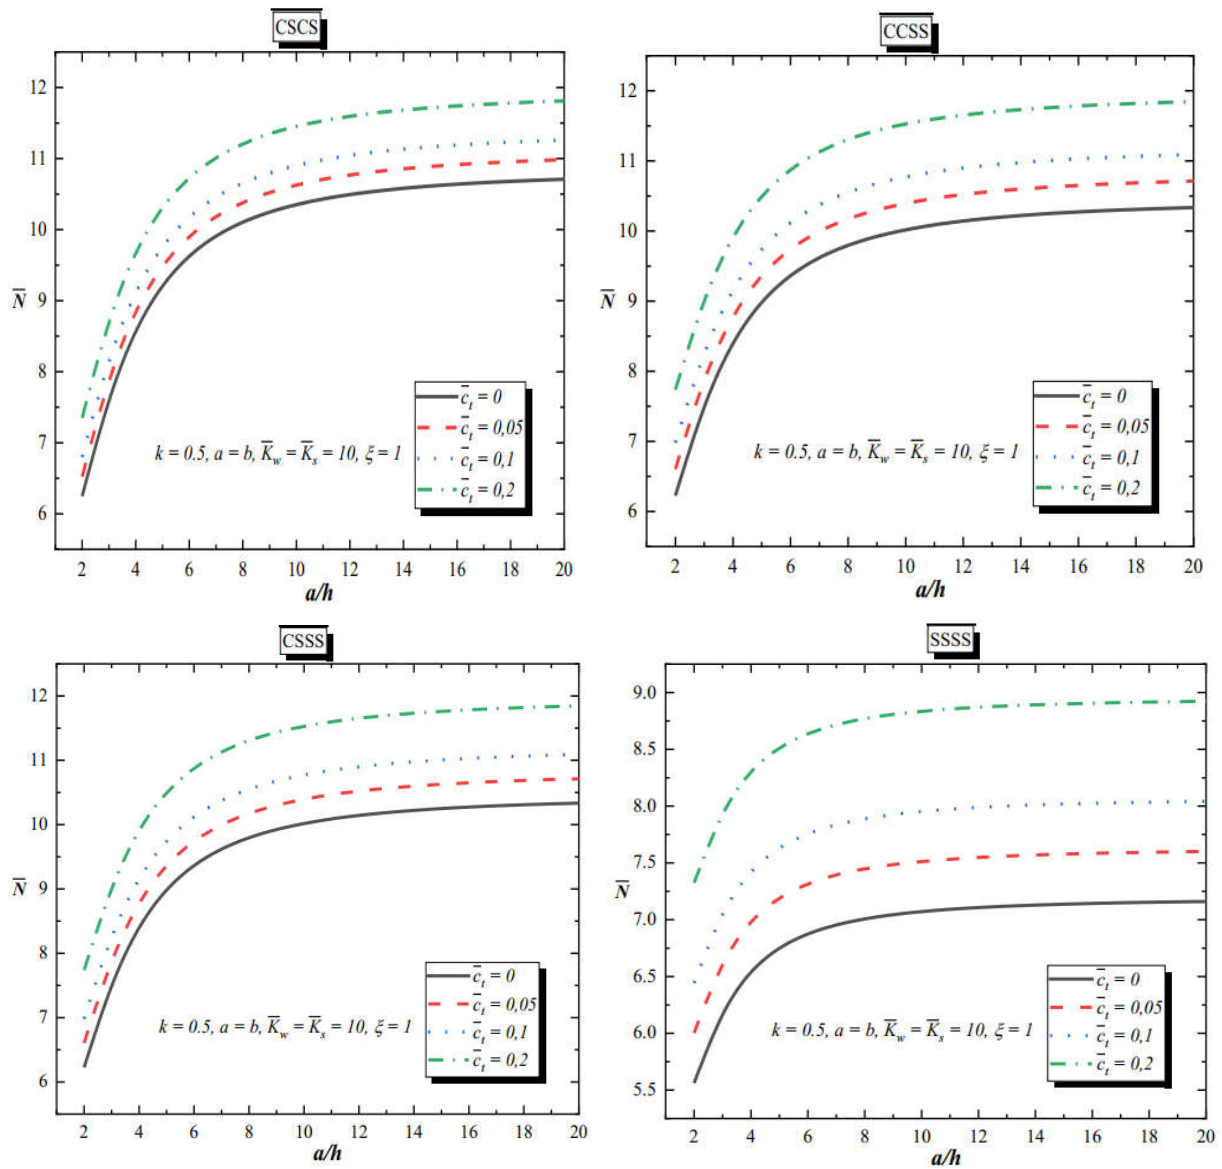 CSCS
12
11
10
9
8
7
6
N̅
c̅ₜ = 0
c̅ₜ = 0,05
c̅ₜ = 0,1
c̅ₜ = 0,2
k = 0.5, a = b, K̅w = K̅s = 10, ξ = 1
2 4 6 8 10 12 14 16 18 20
a/h
CCSS
12
11
10
9
8
7
6
N̅
c̅ₜ = 0
c̅ₜ = 0,05
c̅ₜ = 0,1
c̅ₜ = 0,2
k = 0.5, a = b, K̅w = K̅s = 10, ξ = 1
2 4 6 8 10 12 14 16 18 20
a/h
CSSS
12
11
10
9
8
7
6
N̅
c̅ₜ = 0
c̅ₜ = 0,05
c̅ₜ = 0,1
c̅ₜ = 0,2
k = 0.5, a = b, K̅w = K̅s = 10, ξ = 1
2 4 6 8 10 12 14 16 18 20
a/h
SSSS
9.0
8.5
8.0
7.5
7.0
6.5
6.0
5.5
N̅
c̅ₜ = 0
c̅ₜ = 0,05
c̅ₜ = 0,1
c̅ₜ = 0,2
k = 0.5, a = b, K̅w = K̅s = 10, ξ = 1
2 4 6 8 10 12 14 16 18 20
a/h